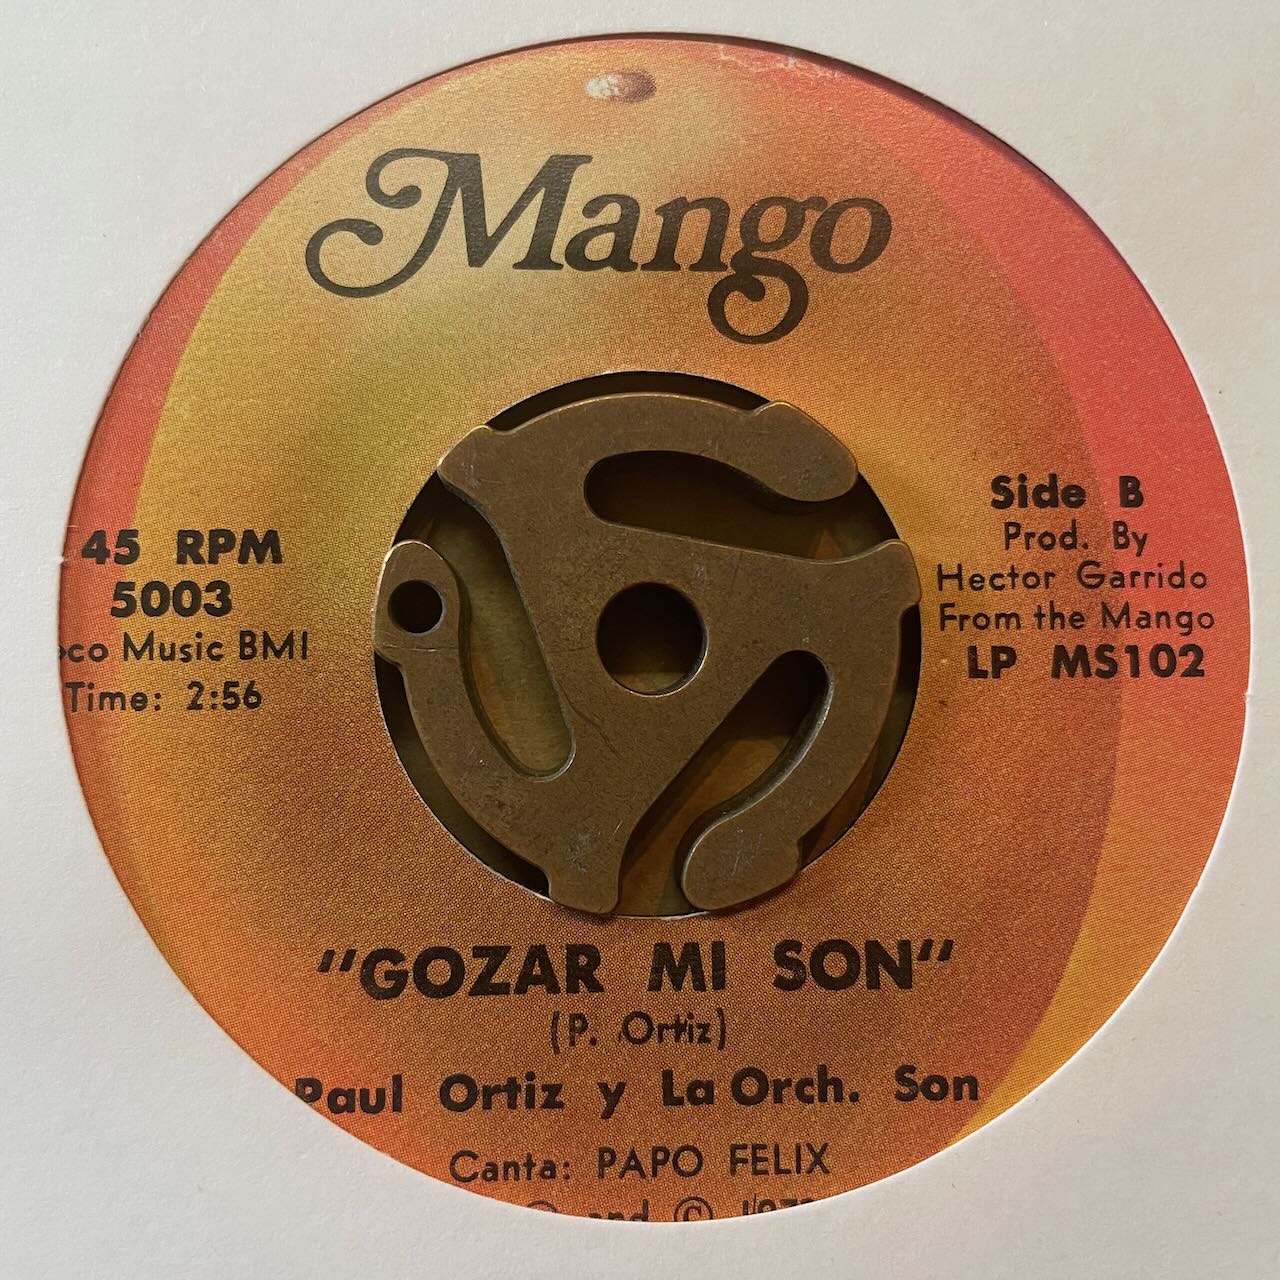 Mango
45 RPM
5003
Music BMI
Time: 2:56
Side B
Prod. By
Hector Garrido
From the Mango
LP MS102
"GOZAR MI SON"
(P. Ortiz)
Paul Ortiz y La Orch. Son
Canta: PAPO FELIX
and ©